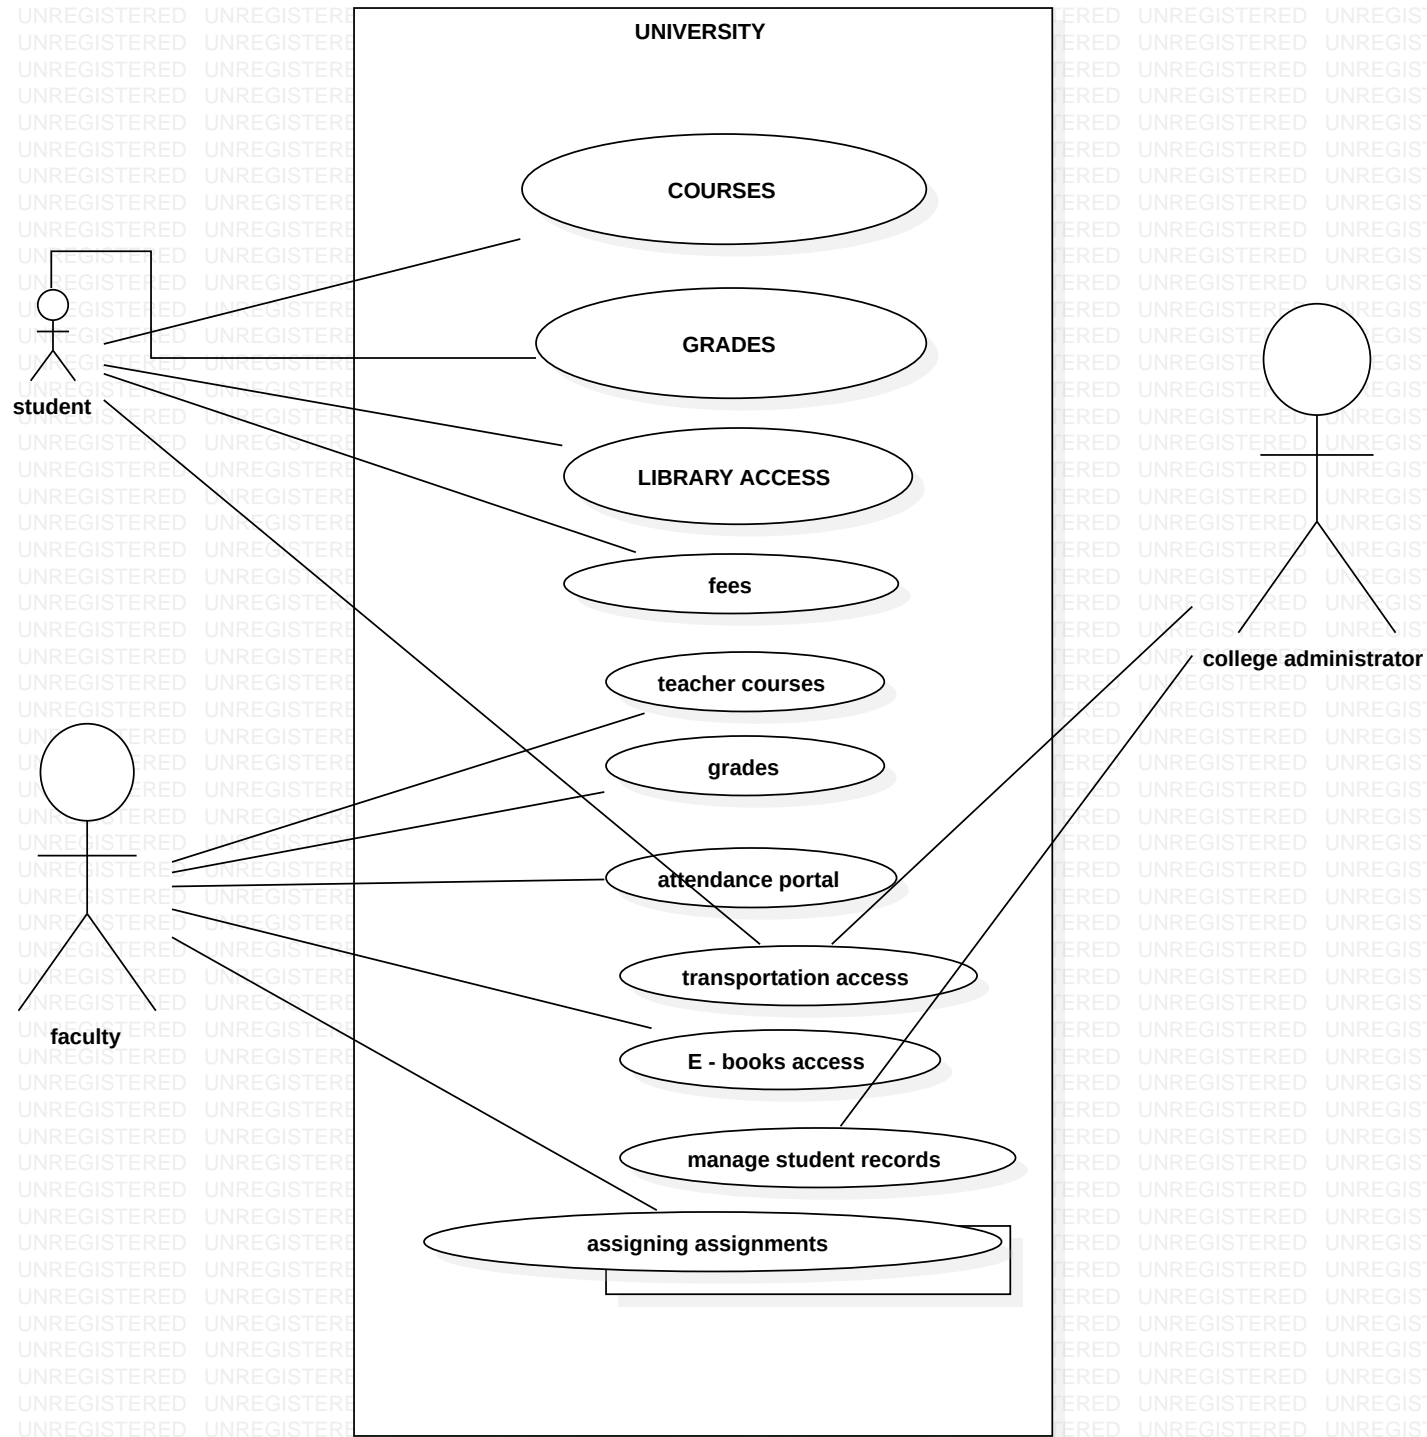 UNIVERSITY
COURSES
GRADES
student
LIBRARY ACCESS
fees
college administrator
teacher courses
grades
attendance portal
transportation access
faculty
E - books access
manage student records
assigning assignments
UNREGISTERED